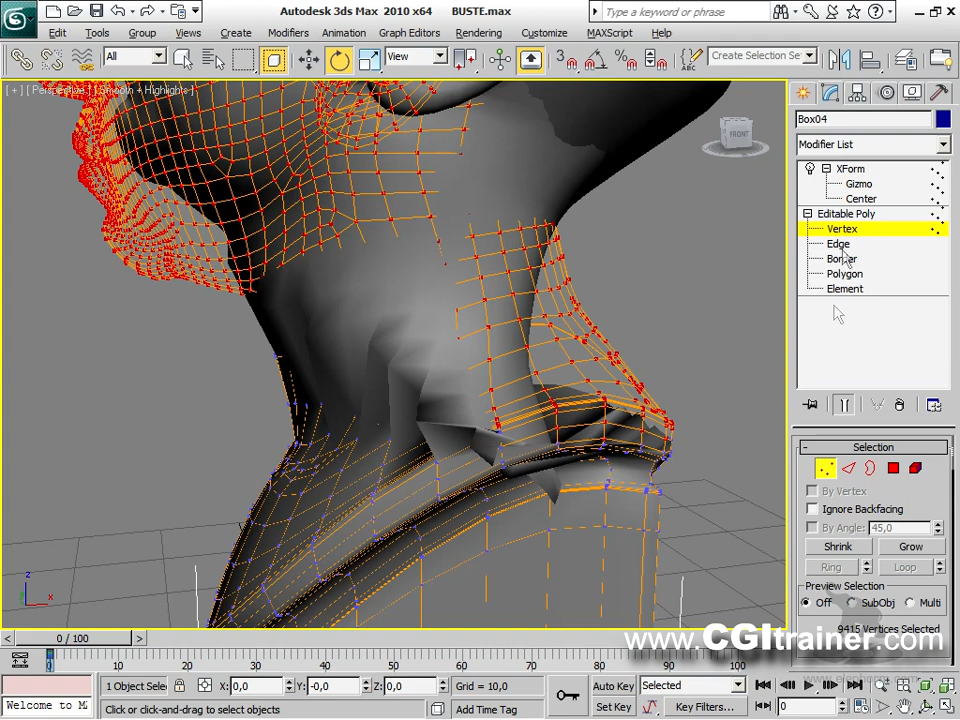 Autodesk 3ds Max 2010 x64 BUSTE.max
Type a keyword or phrase
Edit Tools Group Views Create Modifiers Animation Graph Editors Rendering Customize MAXScript Help
All View Create Selection Se
[ + ] [ Perspective ] [ Smooth + Highlights ]
FRONT
Box04
Modifier List
XForm
Gizmo
Center
Editable Poly
Vertex
Edge
Border
Polygon
Element
- Selection
By Vertex
Ignore Backfacing
By Angle: 45,0
Shrink Grow
Ring Loop
Preview Selection
Off SubObj Multi
9415 Vertices Selected
www.CGItrainer.com
z
x
< 0 / 100 >
0 10 20 30 40 50 60 70 80 90 100
1 Object Selec X: 0,0 Y: -0,0 Z: 0,0 Grid = 10,0 Auto Key Selected
Welcome to MA Click or click-and-drag to select objects Add Time Tag Set Key Key Filters... 0